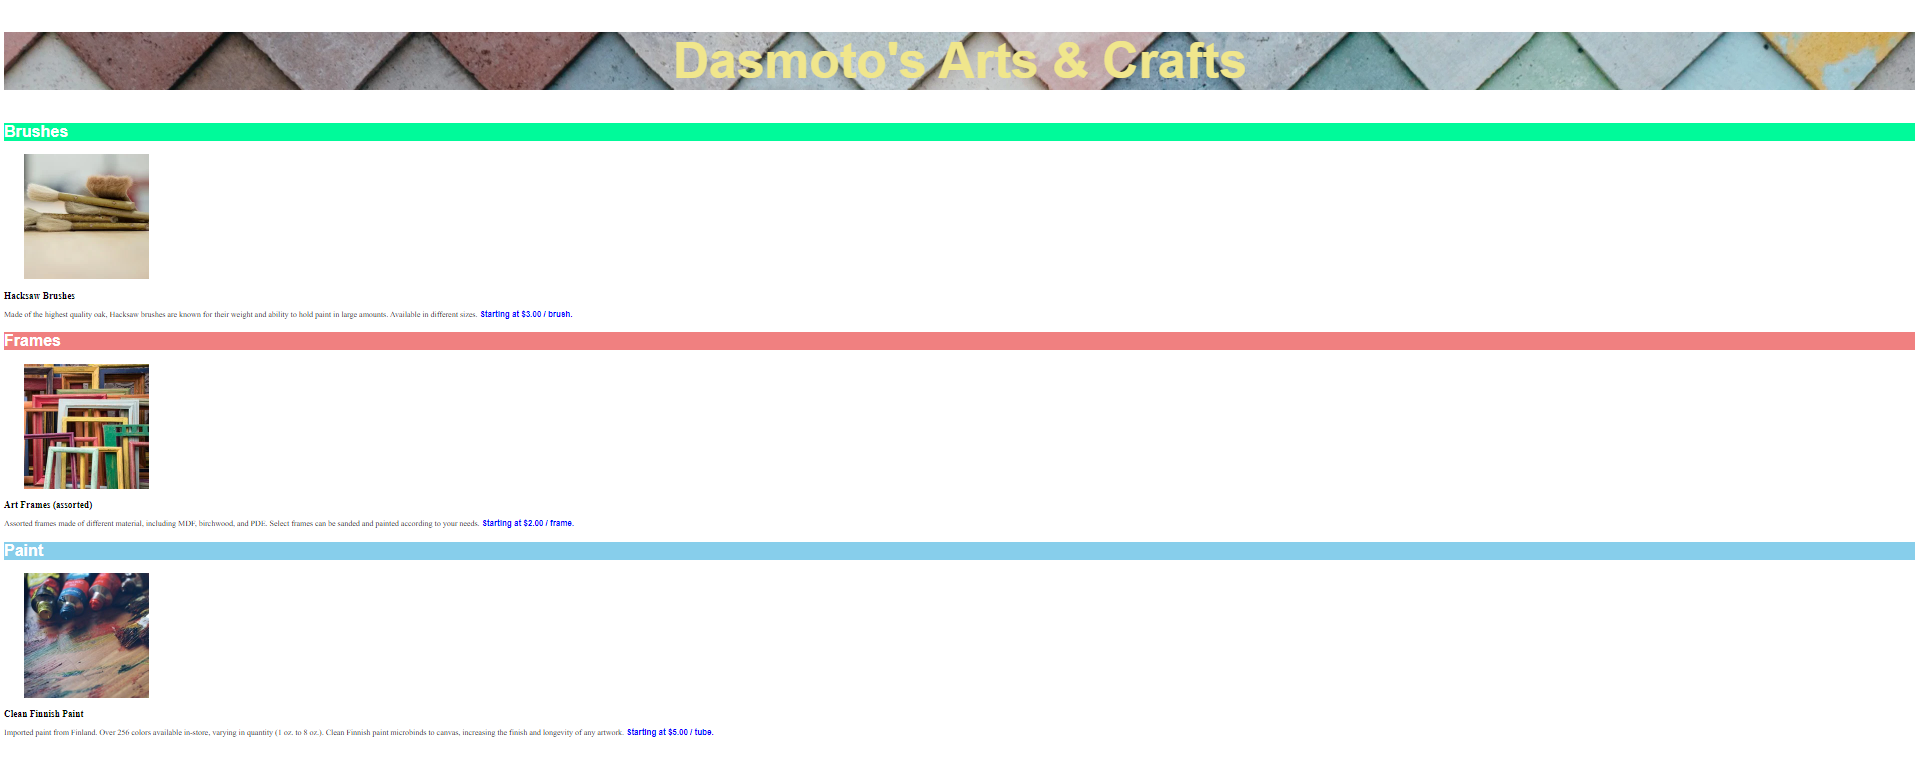 Dasmoto's Arts & Crafts
Brushes
Hacksaw Brushes
Made of the highest quality oak, Hacksaw brushes are known for their weight and ability to hold paint in large amounts. Available in different sizes. Starting at $3.00 / brush.
Frames
Art Frames (assorted)
Assorted frames made of different material, including MDF, birchwood, and PDE. Select frames can be sanded and painted according to your needs. Starting at $2.00 / frame.
Paint
Clean Finnish Paint
Imported paint from Finland. Over 256 colors available in-store, varying in quantity (1 oz. to 8 oz.). Clean Finnish paint microbinds to canvas, increasing the finish and longevity of any artwork. Starting at $5.00 / tube.